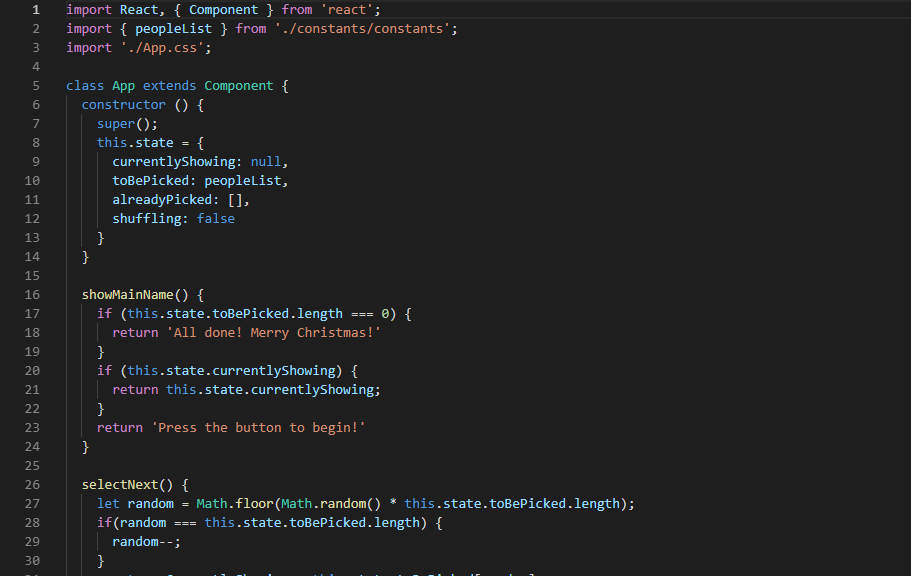 1 import React, { Component } from 'react';
2 import { peopleList } from './constants/constants';
3 import './App.css';
4
5 class App extends Component {
6 constructor () {
7 super();
8 this.state = {
9 currentlyShowing: null,
10 toBePicked: peopleList,
11 alreadyPicked: [],
12 shuffling: false
13 }
14 }
15
16 showMainName() {
17 if (this.state.toBePicked.length === 0) {
18 return 'All done! Merry Christmas!'
19 }
20 if (this.state.currentlyShowing) {
21 return this.state.currentlyShowing;
22 }
23 return 'Press the button to begin!'
24 }
25
26 selectNext() {
27 let random = Math.floor(Math.random() * this.state.toBePicked.length);
28 if(random === this.state.toBePicked.length) {
29 random--;
30 }